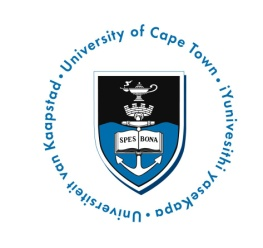 University of Cape Town • iYunivesithi yaseKapa • Universiteit van Kaapstad •
SPES BONA